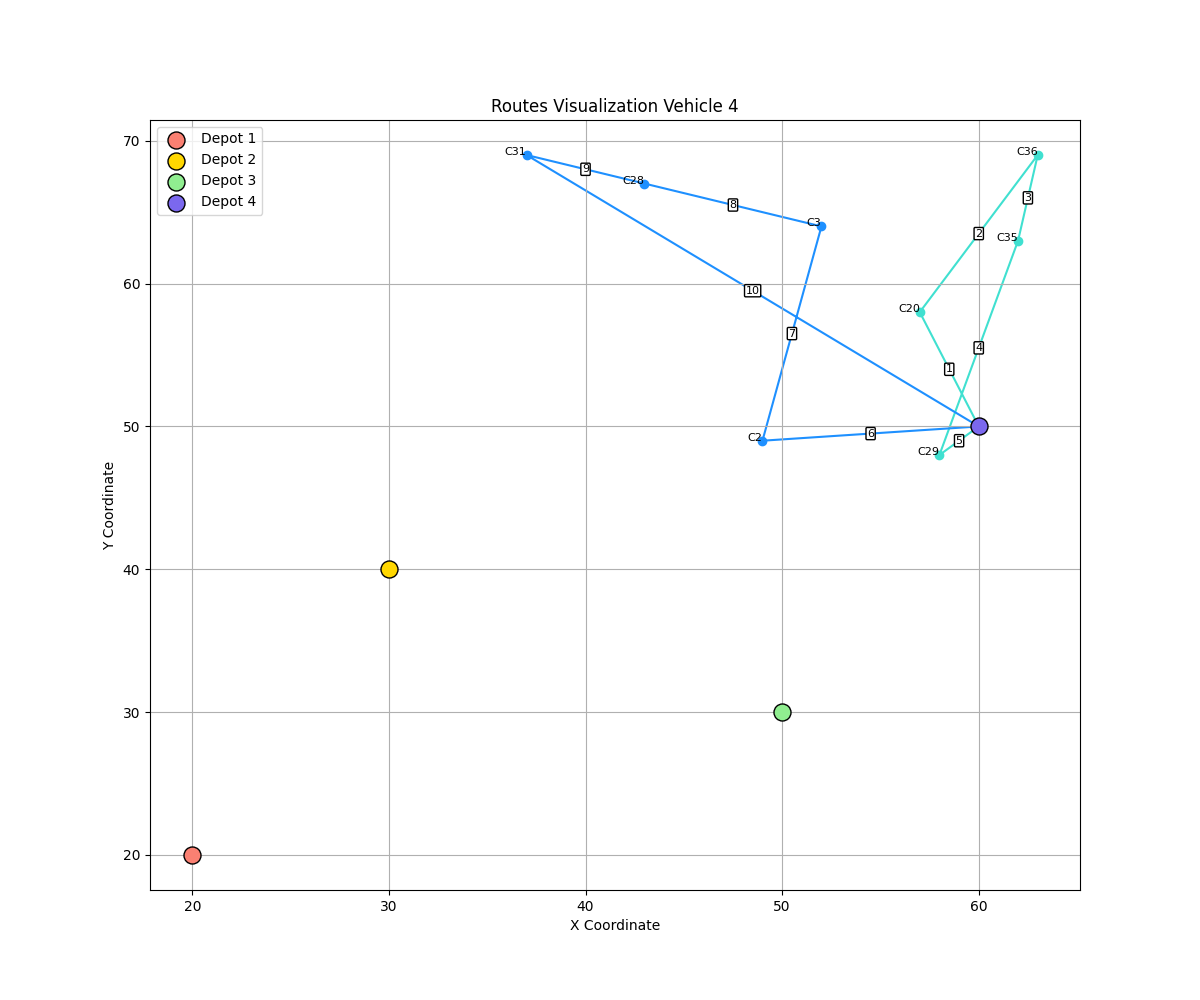 Routes Visualization Vehicle 4
Depot 1
Depot 2
Depot 3
Depot 4
70
60
50
40
30
20
Y Coordinate
C31
9
C28
8
C3
10
7
C2
6
C36
3
C35
2
C20
4
1
5
C29
20
30
40
50
60
X Coordinate